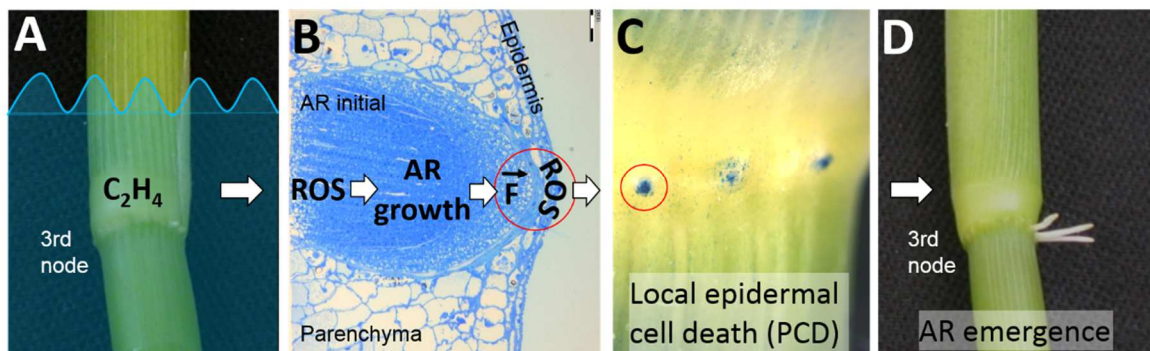 A
C₂H₄
3rd
node
B
Epidermis
AR initial
ROS
AR
growth
F
ROS
Parenchyma
C
Local epidermal
cell death (PCD)
D
3rd
node
AR emergence